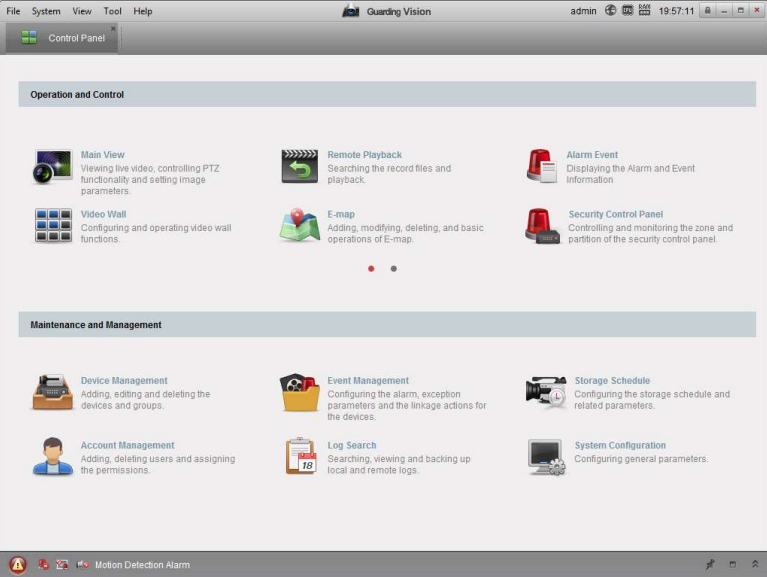 File System View Tool Help Guarding Vision admin CPU RAM 19:57:11
Control Panel
Operation and Control
Main View
Viewing live video, controlling PTZ
functionality and setting image
parameters.
Remote Playback
Searching the record files and
playback.
Alarm Event
Displaying the Alarm and Event
Information
Video Wall
Configuring and operating video wall
functions.
E-map
Adding, modifying, deleting, and basic
operations of E-map.
Security Control Panel
Controlling and monitoring the zone and
partition of the security control panel.
Maintenance and Management
Device Management
Adding, editing and deleting the
devices and groups.
Event Management
Configuring the alarm, exception
parameters and the linkage actions for
the devices.
Storage Schedule
Configuring the storage schedule and
related parameters.
Account Management
Adding, deleting users and assigning
the permissions.
Log Search
Searching, viewing and backing up
local and remote logs.
18
System Configuration
Configuring general parameters.
Motion Detection Alarm